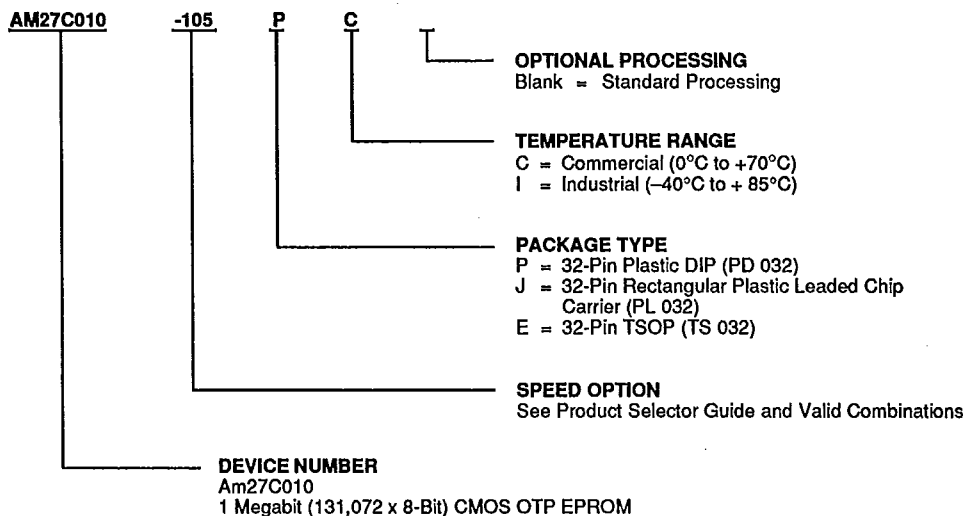 AM27C010 -105 P C
OPTIONAL PROCESSING
Blank = Standard Processing
TEMPERATURE RANGE
C = Commercial (0°C to +70°C)
I = Industrial (–40°C to + 85°C)
PACKAGE TYPE
P = 32-Pin Plastic DIP (PD 032)
J = 32-Pin Rectangular Plastic Leaded Chip
Carrier (PL 032)
E = 32-Pin TSOP (TS 032)
SPEED OPTION
See Product Selector Guide and Valid Combinations
DEVICE NUMBER
Am27C010
1 Megabit (131,072 x 8-Bit) CMOS OTP EPROM